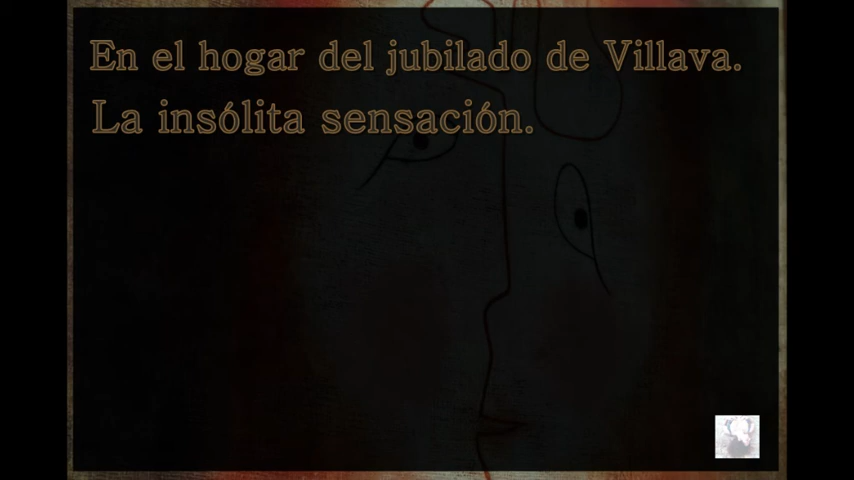 En el hogar del jubilado de Villava.
La insólita sensación.